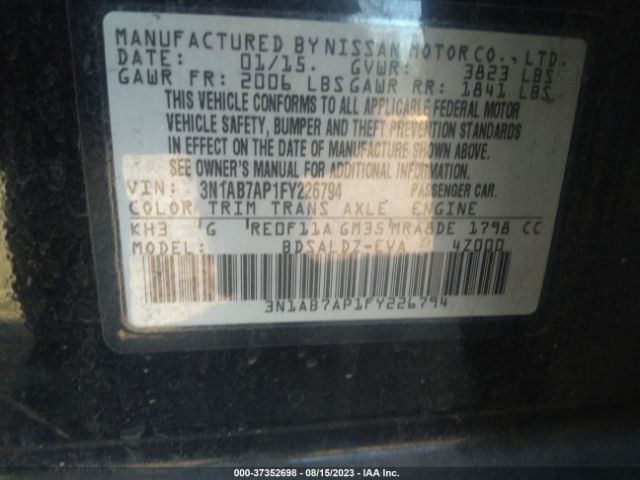 MANUFACTURED BY NISSAN MOTOR CO., LTD.
DATE: 01/15. GVWR: 3823 LBS
GAWR FR: 2006 LBS GAWR RR: 1841 LBS
THIS VEHICLE CONFORMS TO ALL APPLICABLE FEDERAL MOTOR
VEHICLE SAFETY, BUMPER AND THEFT PREVENTION STANDARDS
IN EFFECT ON THE DATE OF MANUFACTURE SHOWN ABOVE.
SEE OWNER'S MANUAL FOR ADDITIONAL INFORMATION.
VIN: 3N1AB7AP1FY226794 PASSENGER CAR.
COLOR TRIM TRANS AXLE ENGINE
KH3 G RE0F11A GM35 MRA8DE 1798 CC
MODEL: BDSALDZ-EVA 47000
3N1AB7AP1FY226794
000-37352698 - 08/15/2023 - IAA Inc.